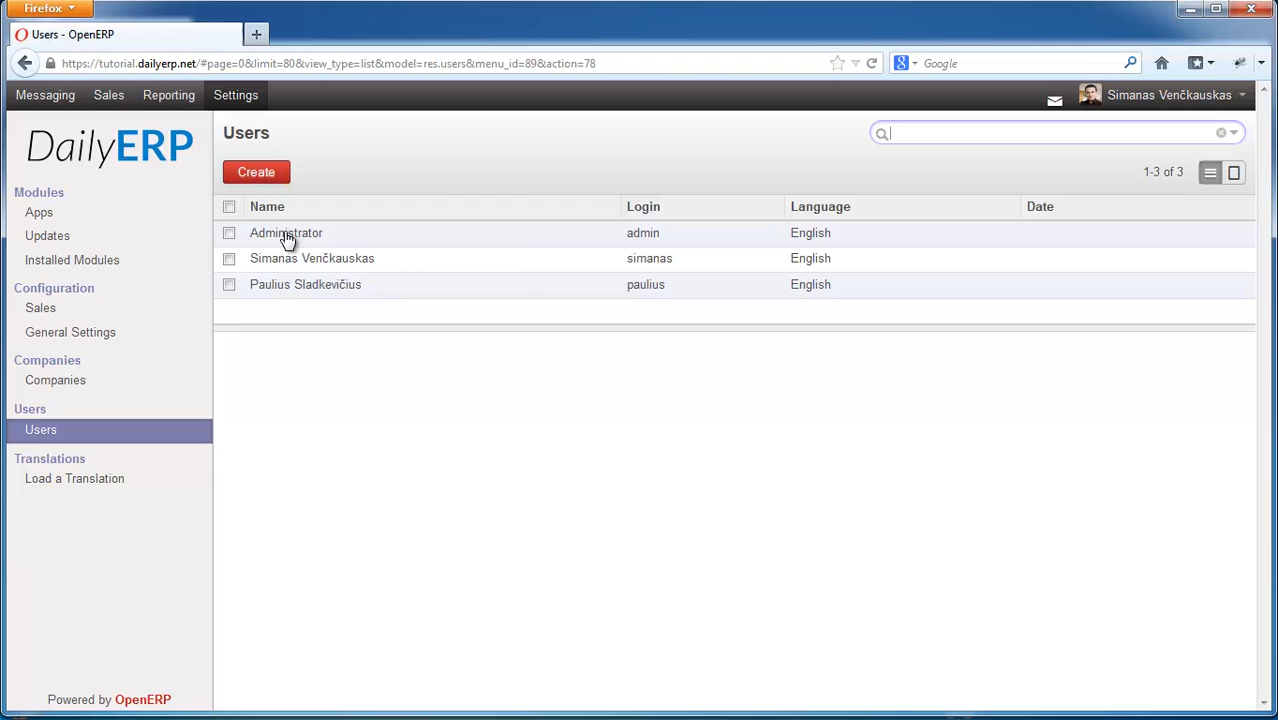 Firefox
Users - OpenERP
https://tutorial.dailyerp.net/#page=0&limit=80&view_type=list&model=res.users&menu_id=89&action=78
Google
Messaging Sales Reporting Settings
Simanas Venčkauskas
DailyERP
Users
Create
1-3 of 3
Modules
Apps
Updates
Installed Modules
Configuration
Sales
General Settings
Companies
Companies
Users
Users
Translations
Load a Translation
Name Login Language Date
Administrator admin English
Simanas Venčkauskas simanas English
Paulius Sladkevičius paulius English
Powered by OpenERP